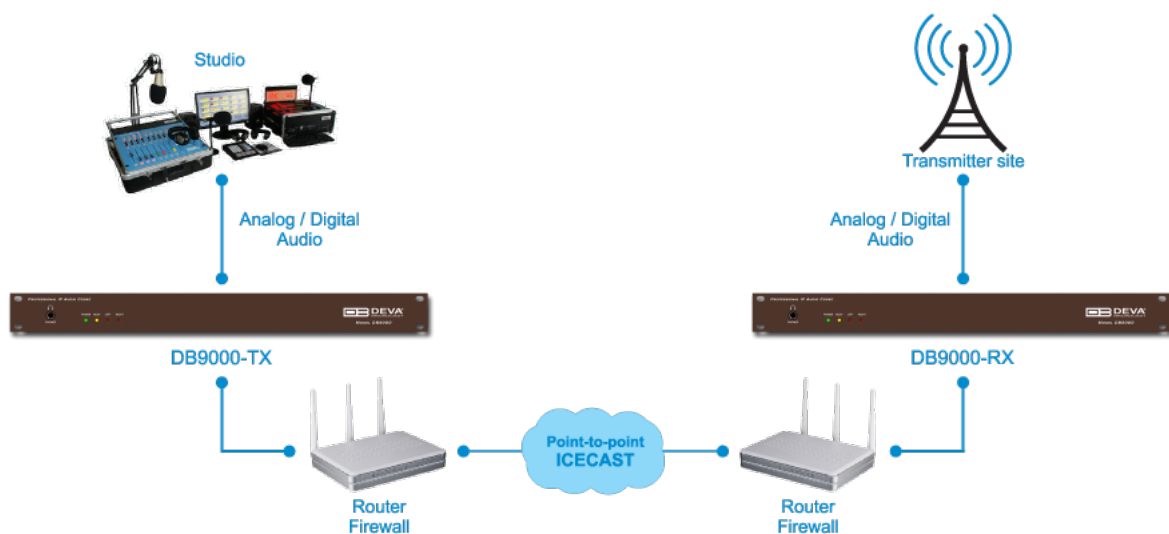 Studio
Transmitter site
Analog / Digital
Audio
Analog / Digital
Audio
DEVA
DEVA
DB9000-TX
DB9000-RX
Point-to-point
ICECAST
Router
Firewall
Router
Firewall